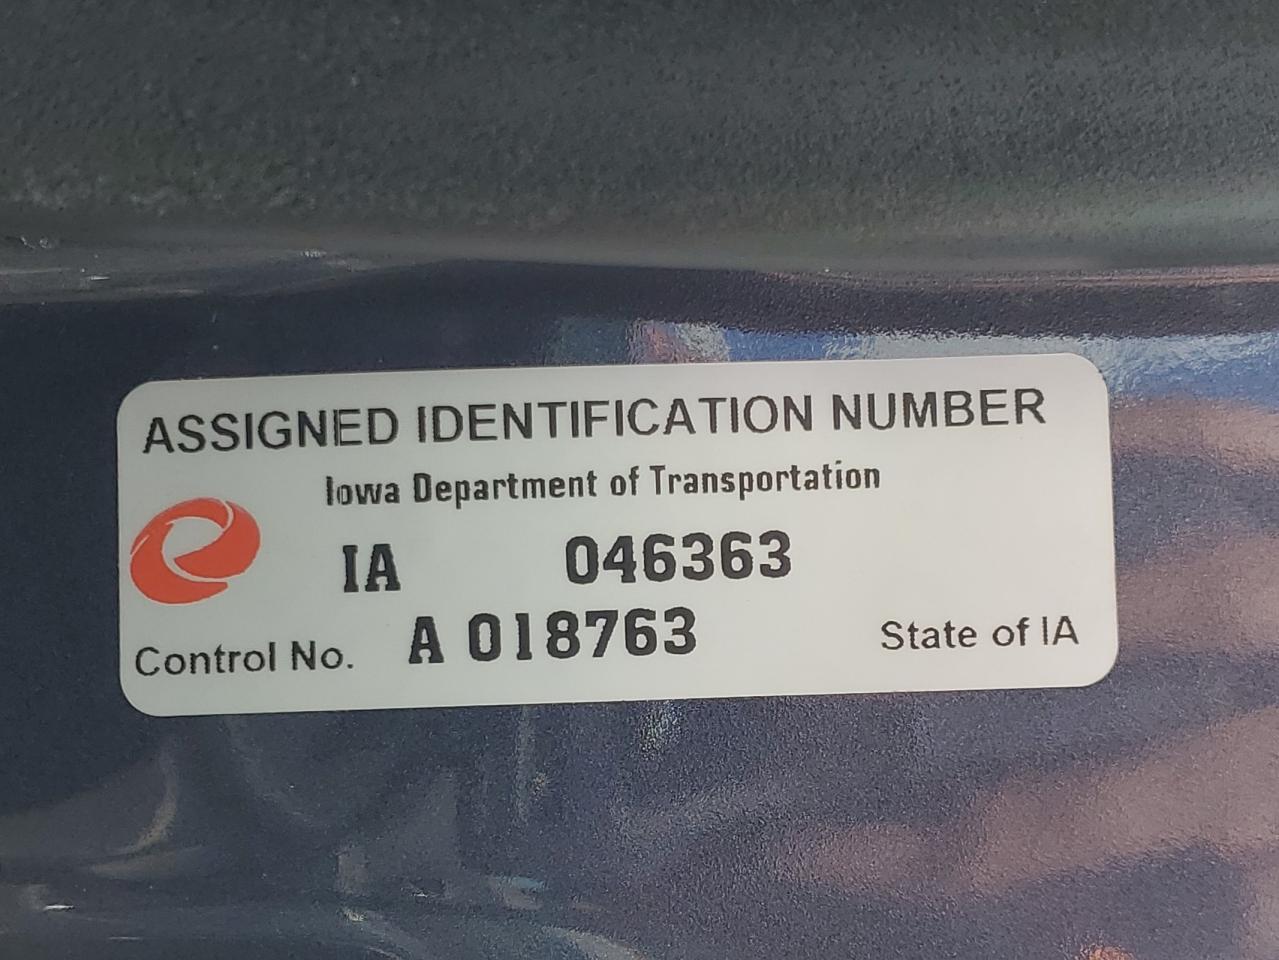 ASSIGNED IDENTIFICATION NUMBER
Iowa Department of Transportation
IA 046363
Control No. A 018763 State of IA